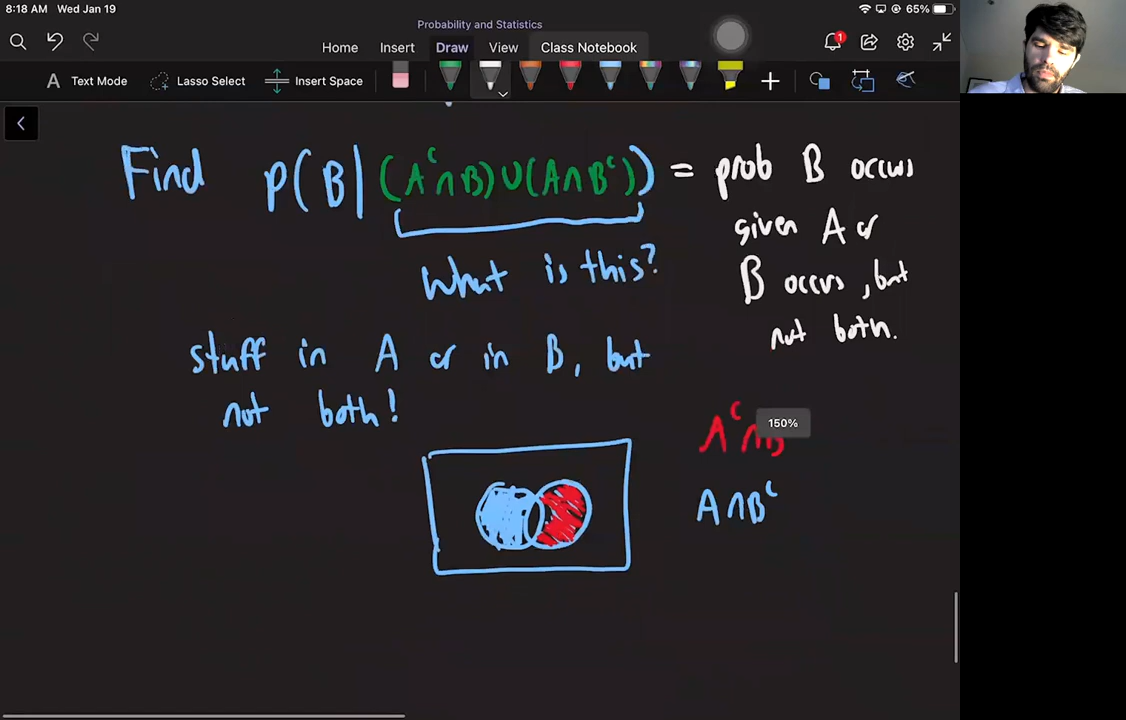 8:18 AM Wed Jan 19
65%
Probability and Statistics
Home Insert Draw View Class Notebook
1
A Text Mode Lasso Select Insert Space
Find P(B|(Aᶜ∩B)∪(A∩Bᶜ)) = prob B occurs
given A or
B occurs, but
not both.
What is this?
stuff in A or in B, but
not both!
150%
Aᶜ∩B
A∩Bᶜ